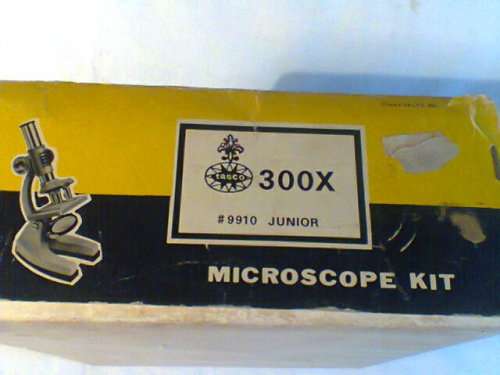 tasco
300X
#9910 JUNIOR
MICROSCOPE KIT